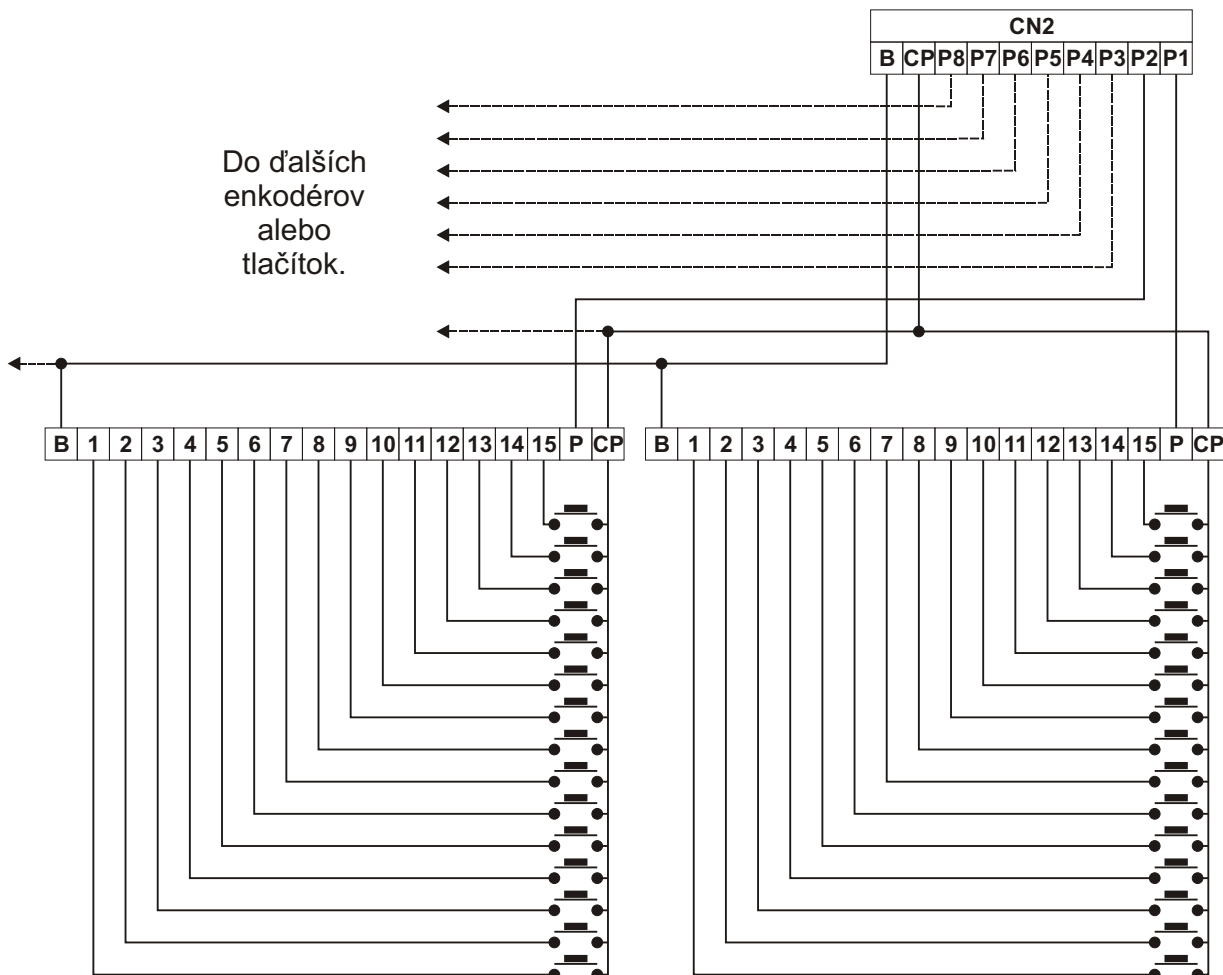 CN2
B CP P8 P7 P6 P5 P4 P3 P2 P1
Do ďalších
enkodérov
alebo
tlačítok.
B 1 2 3 4 5 6 7 8 9 10 11 12 13 14 15 P CP
B 1 2 3 4 5 6 7 8 9 10 11 12 13 14 15 P CP